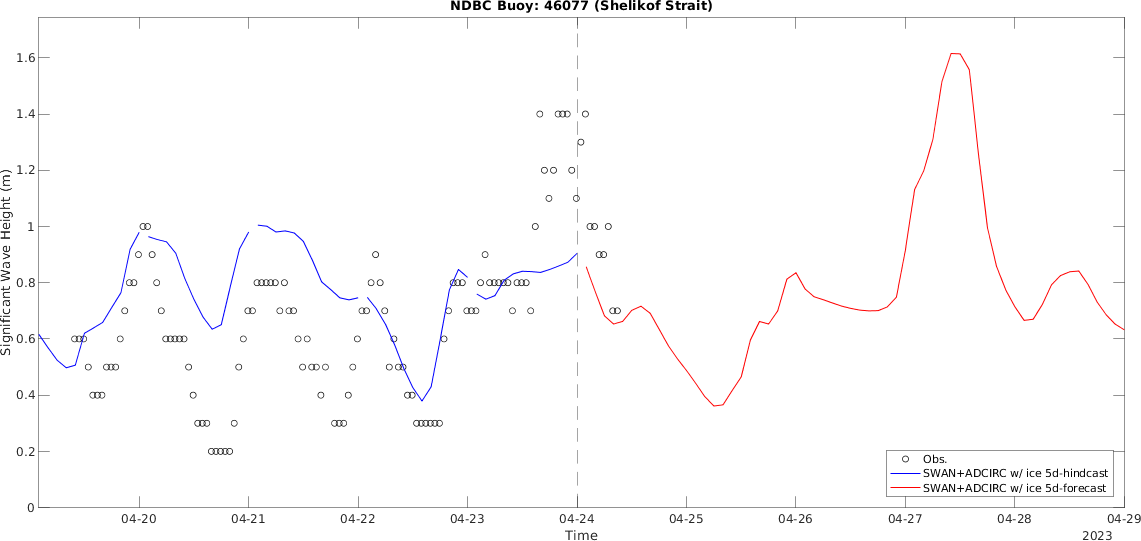 NDBC Buoy: 46077 (Shelikof Strait)
Significant Wave Height (m)
1.6
1.4
1.2
1
0.8
0.6
0.4
0.2
0
Obs.
SWAN+ADCIRC w/ ice 5d-hindcast
SWAN+ADCIRC w/ ice 5d-forecast
04-20 04-21 04-22 04-23 04-24 04-25 04-26 04-27 04-28 04-29
Time
2023